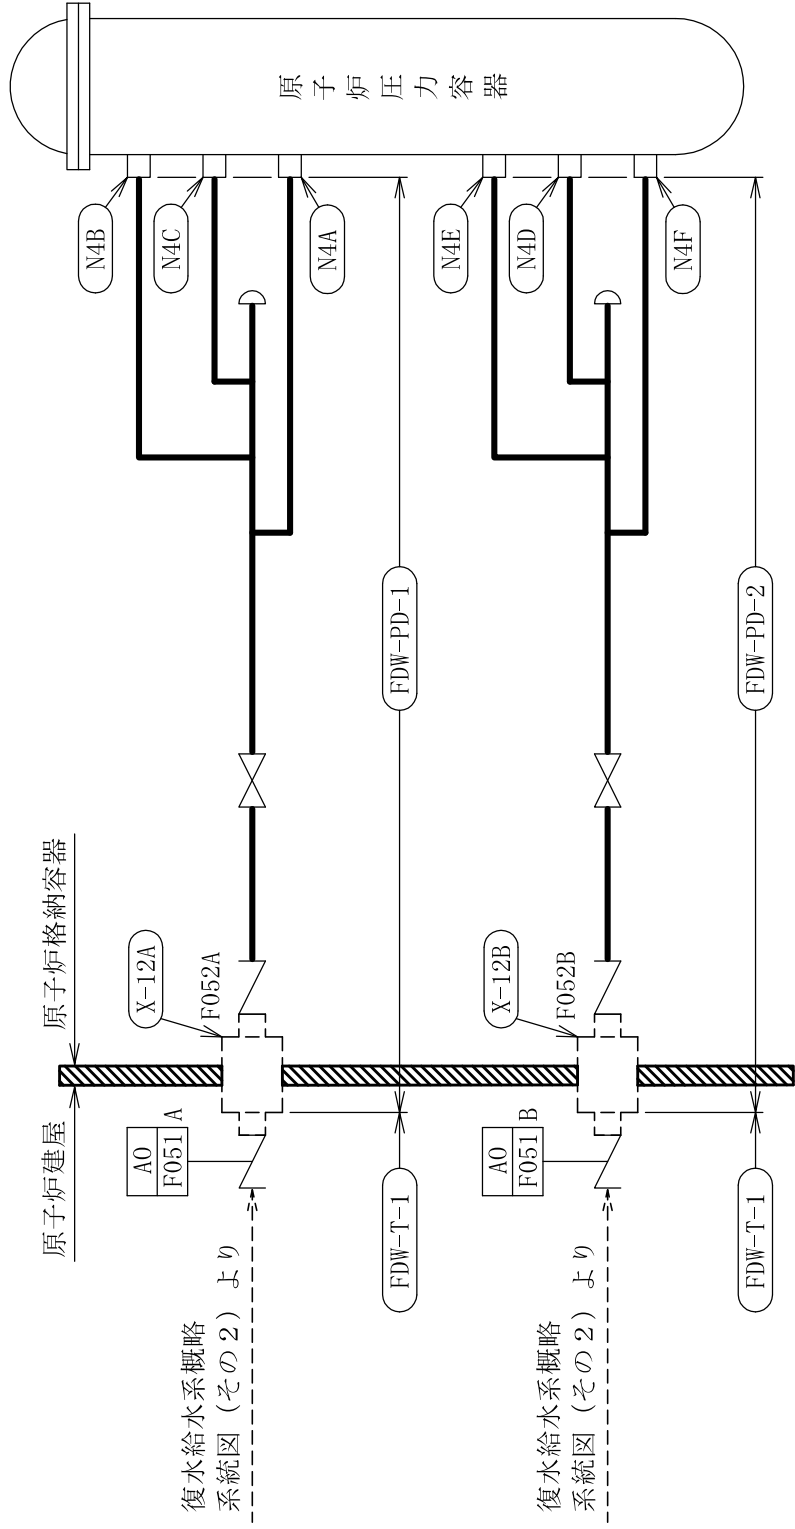 原子炉圧力容器
N4B
N4C
N4A
N4E
N4D
N4F
FDW-PD-1
FDW-PD-2
原子炉格納容器
原子炉建屋
X-12A
F052A
X-12B
F052B
AO
F051
A
AO
F051
B
FDW-T-1
FDW-T-1
復水給水系概略
系統図（その２）より
復水給水系概略
系統図（その２）より